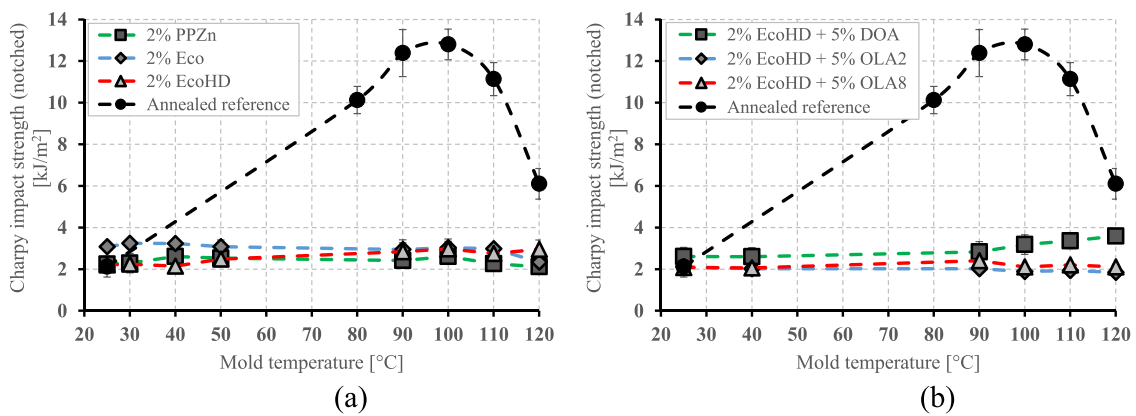 Charpy impact strength (notched)
[kJ/m²]
14
12
10
8
6
4
2
0
2% PPZn
2% Eco
2% EcoHD
Annealed reference
20 30 40 50 60 70 80 90 100 110 120
Mold temperature [°C]
(a)
Charpy impact strength (notched)
[kJ/m²]
14
12
10
8
6
4
2
0
2% EcoHD + 5% DOA
2% EcoHD + 5% OLA2
2% EcoHD + 5% OLA8
Annealed reference
20 30 40 50 60 70 80 90 100 110 120
Mold temperature [°C]
(b)